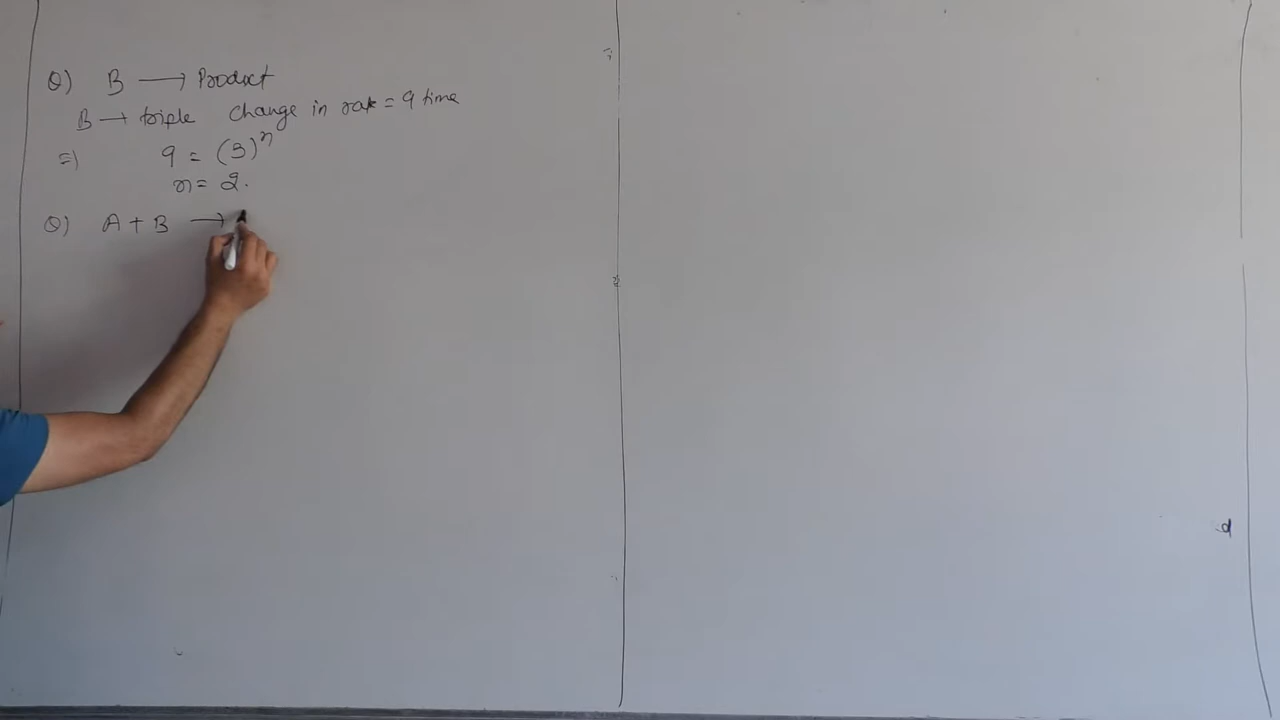 Q) B → Product
B → triple change in rate = 9 time
⇒) 9 = (3)^n
n = 2.
Q) A + B →
d